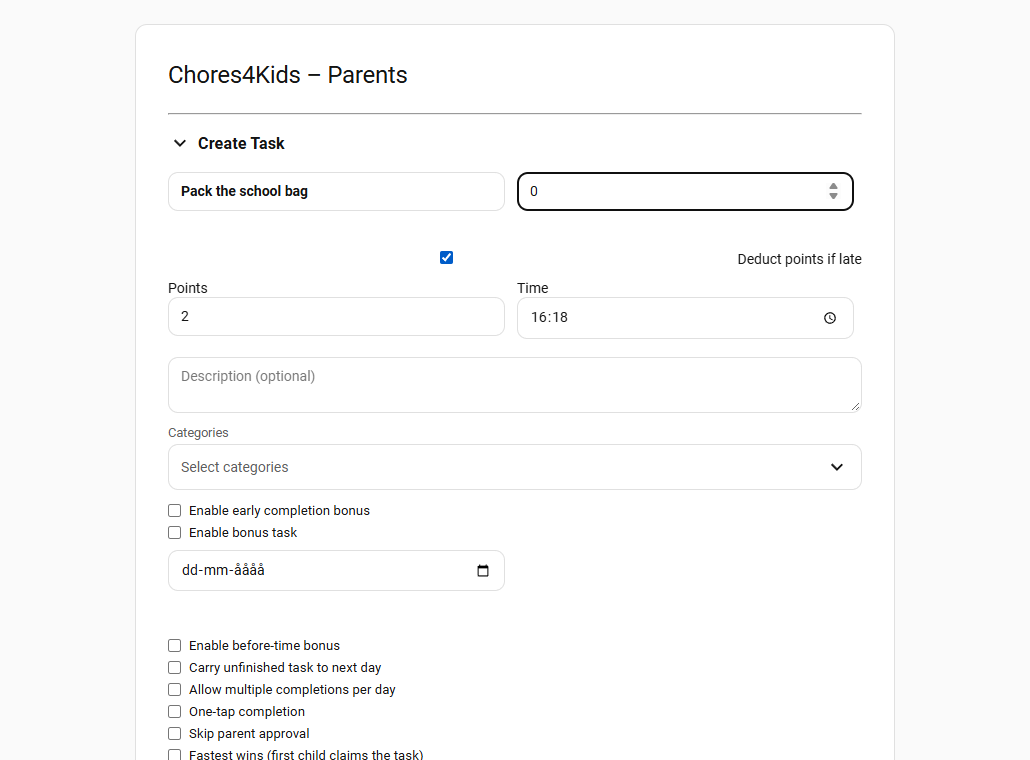 Chores4Kids – Parents
Create Task
Pack the school bag
0
Deduct points if late
Points
Time
2
16:18
Description (optional)
Categories
Select categories
Enable early completion bonus
Enable bonus task
dd-mm-åååå
Enable before-time bonus
Carry unfinished task to next day
Allow multiple completions per day
One-tap completion
Skip parent approval
Fastest wins (first child claims the task)